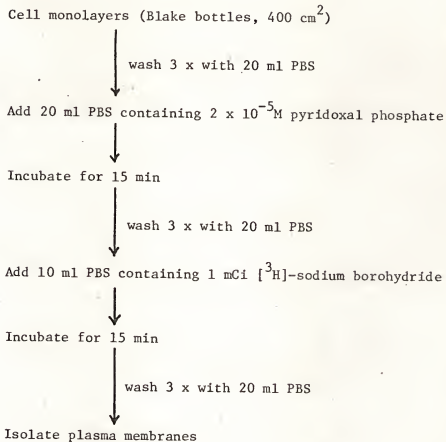 Cell monolayers (Blake bottles, 400 cm²)
wash 3 x with 20 ml PBS
Add 20 ml PBS containing 2 x 10⁻⁵M pyridoxal phosphate
Incubate for 15 min
wash 3 x with 20 ml PBS
Add 10 ml PBS containing 1 mCi [³H]-sodium borohydride
Incubate for 15 min
wash 3 x with 20 ml PBS
Isolate plasma membranes